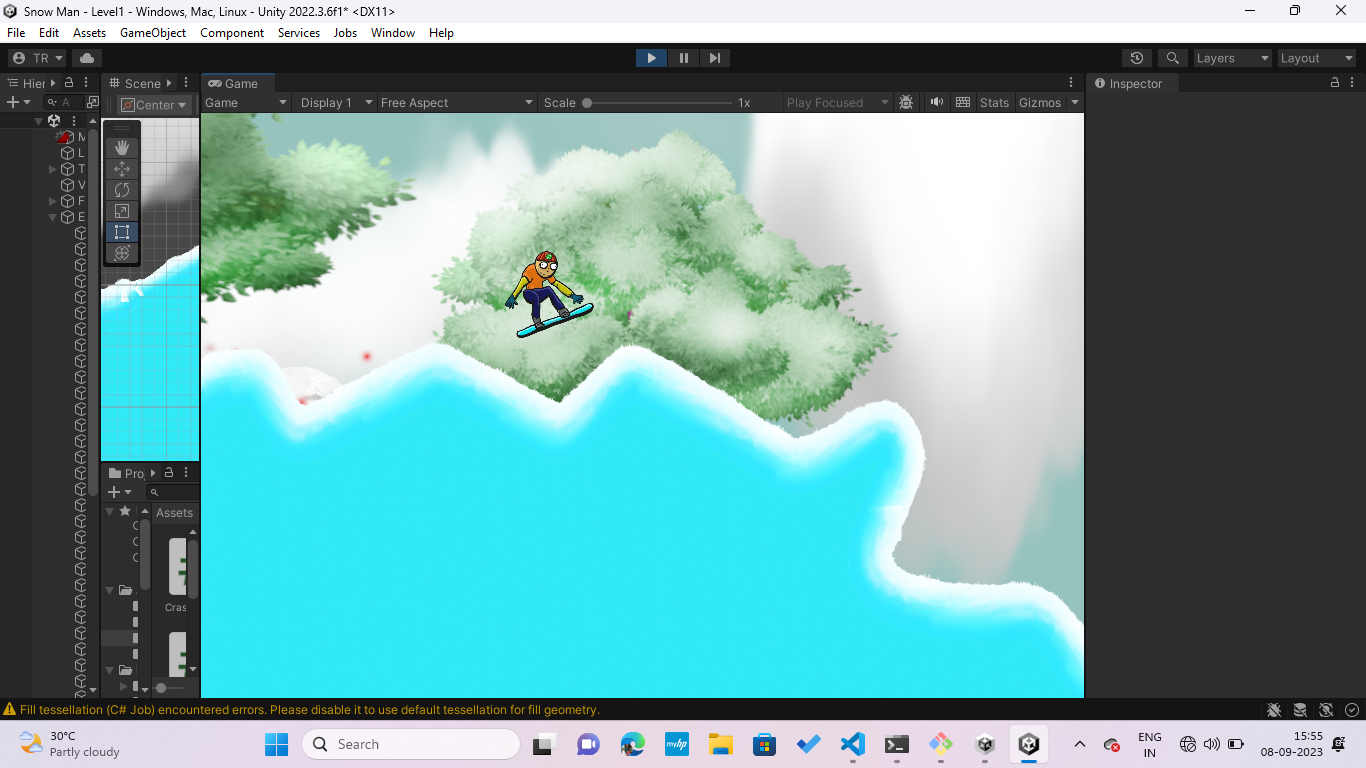 Snow Man - Level1 - Windows, Mac, Linux - Unity 2022.3.6f1* <DX11>
File Edit Assets GameObject Component Services Jobs Window Help
TR Layers Layout
Hier Scene Game Inspector
A Center Game Display 1 Free Aspect Scale 1x Play Focused Stats Gizmos
M
L
T
V
F
E
Pro
Assets
Cras
Fill tessellation (C# Job) encountered errors. Please disable it to use default tessellation for fill geometry.
30°C
Partly cloudy
Search
myhp
ENG
IN
15:55
08-09-2023